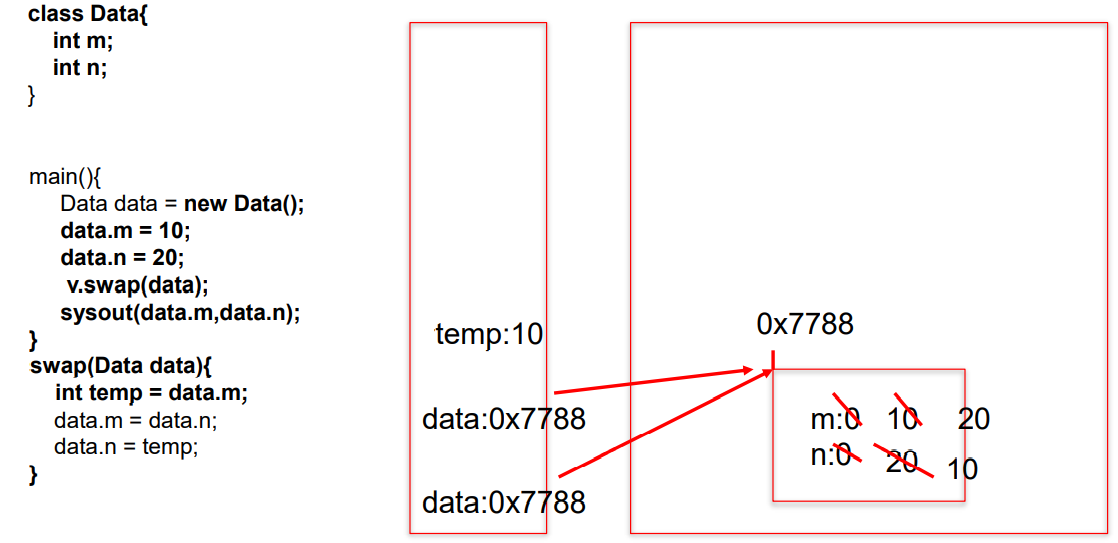 class Data{
int m;
int n;
}
main(){
Data data = new Data();
data.m = 10;
data.n = 20;
v.swap(data);
sysout(data.m,data.n);
}
swap(Data data){
int temp = data.m;
data.m = data.n;
data.n = temp;
}
temp:10
data:0x7788
data:0x7788
0x7788
m:0 10 20
n:0 20 10